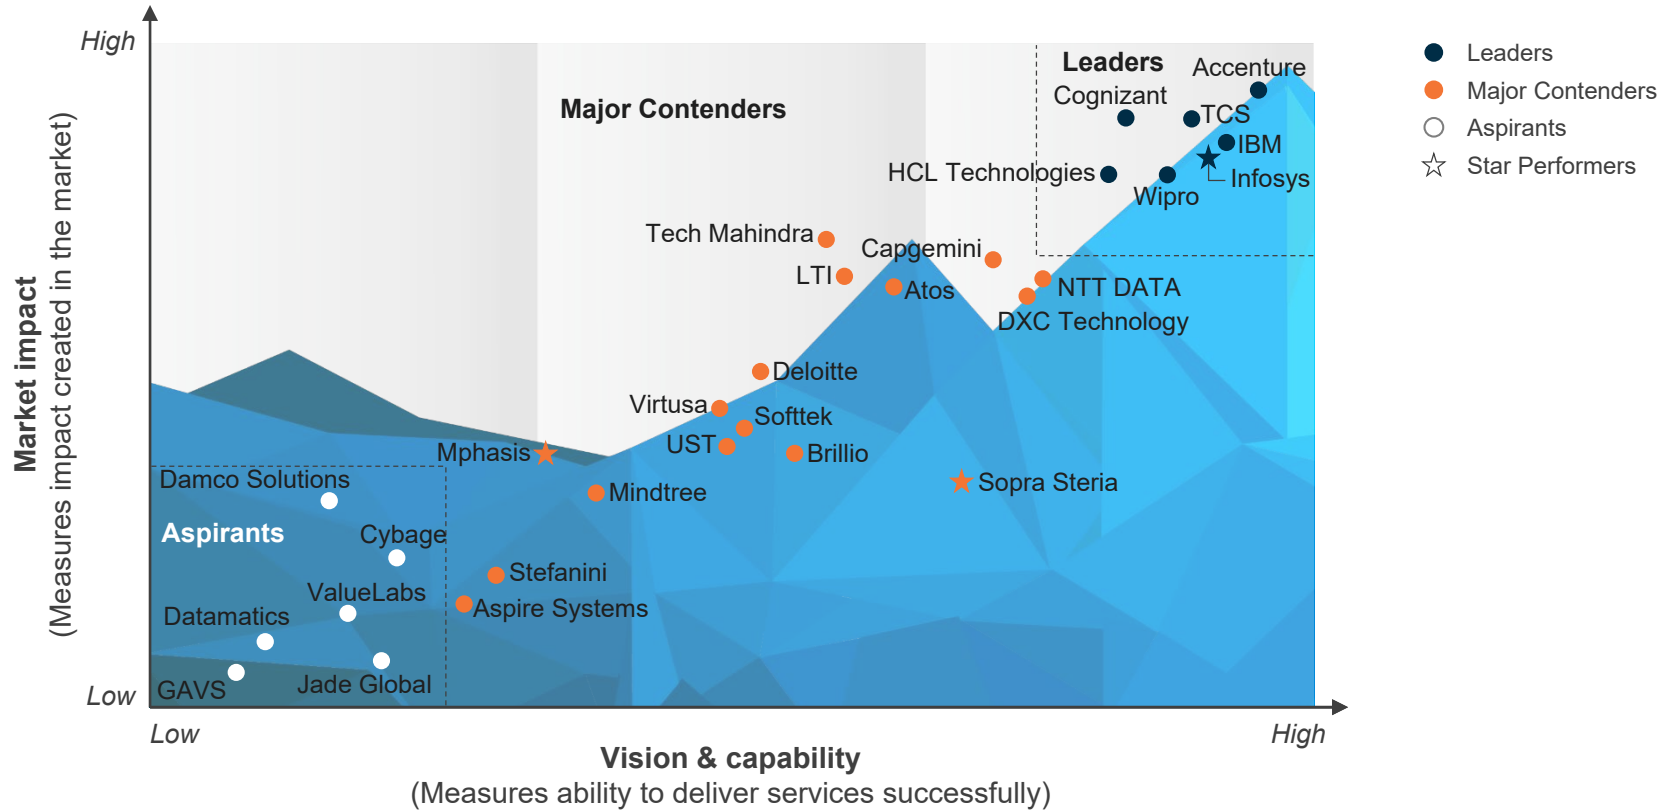 High
Leaders
Accenture
Cognizant
Major Contenders
TCS
IBM
HCL Technologies
Infosys
Wipro
Tech Mahindra
Capgemini
LTI
Atos
NTT DATA
DXC Technology
Deloitte
Virtusa
Softtek
UST
Brillio
Mphasis
Damco Solutions
Mindtree
Sopra Steria
Aspirants
Cybage
Stefanini
ValueLabs
Aspire Systems
Datamatics
Jade Global
GAVS
Low
Low
High
Market impact
(Measures impact created in the market)
Vision & capability
(Measures ability to deliver services successfully)
Leaders
Major Contenders
Aspirants
Star Performers